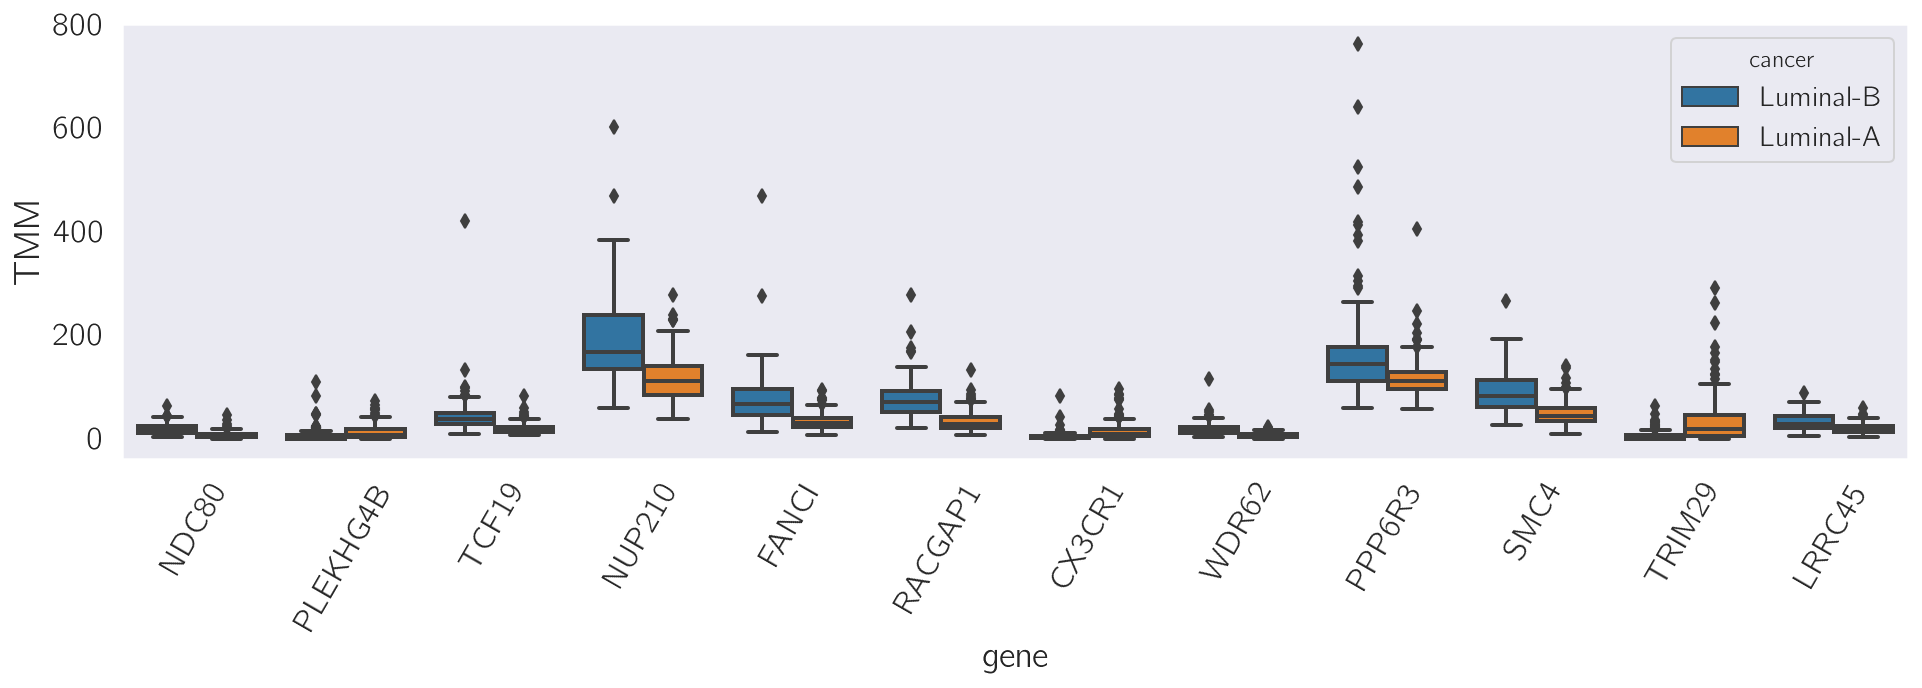 800
600
400
200
0
TMM
cancer
Luminal-B
Luminal-A
NDC80
PLEKHG4B
TCF19
NUP210
FANCI
RACGAP1
CX3CR1
WDR62
PPP6R3
SMC4
TRIM29
LRRC45
gene